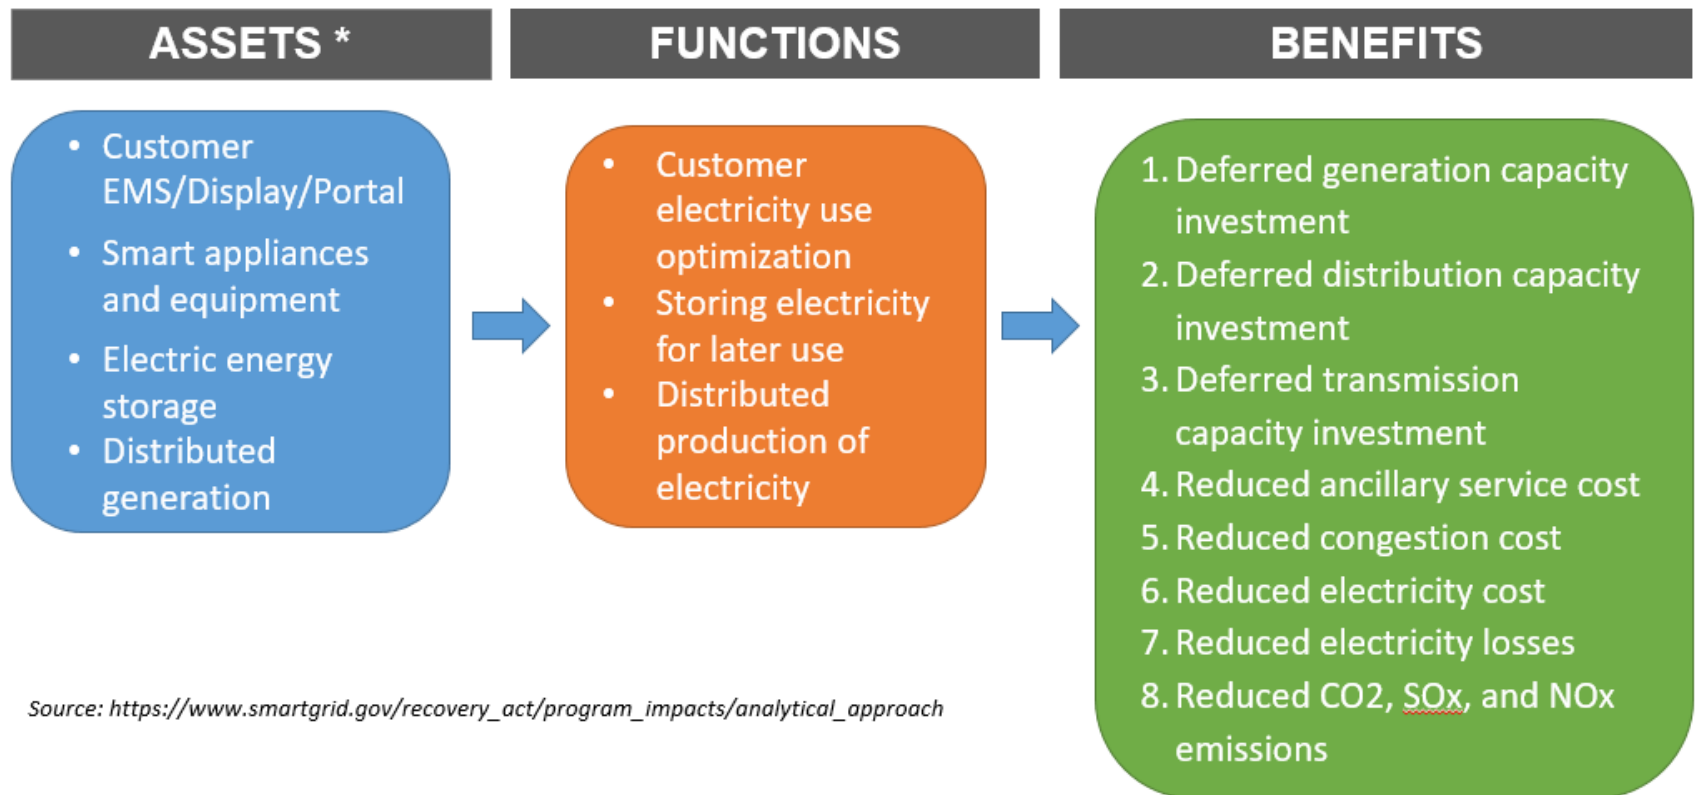 ASSETS *
FUNCTIONS
BENEFITS
• Customer
EMS/Display/Portal
• Smart appliances
and equipment
• Electric energy
storage
• Distributed
generation
• Customer
electricity use
optimization
• Storing electricity
for later use
• Distributed
production of
electricity
1. Deferred generation capacity
investment
2. Deferred distribution capacity
investment
3. Deferred transmission
capacity investment
4. Reduced ancillary service cost
5. Reduced congestion cost
6. Reduced electricity cost
7. Reduced electricity losses
8. Reduced CO2, SOx, and NOx
emissions
Source: https://www.smartgrid.gov/recovery_act/program_impacts/analytical_approach